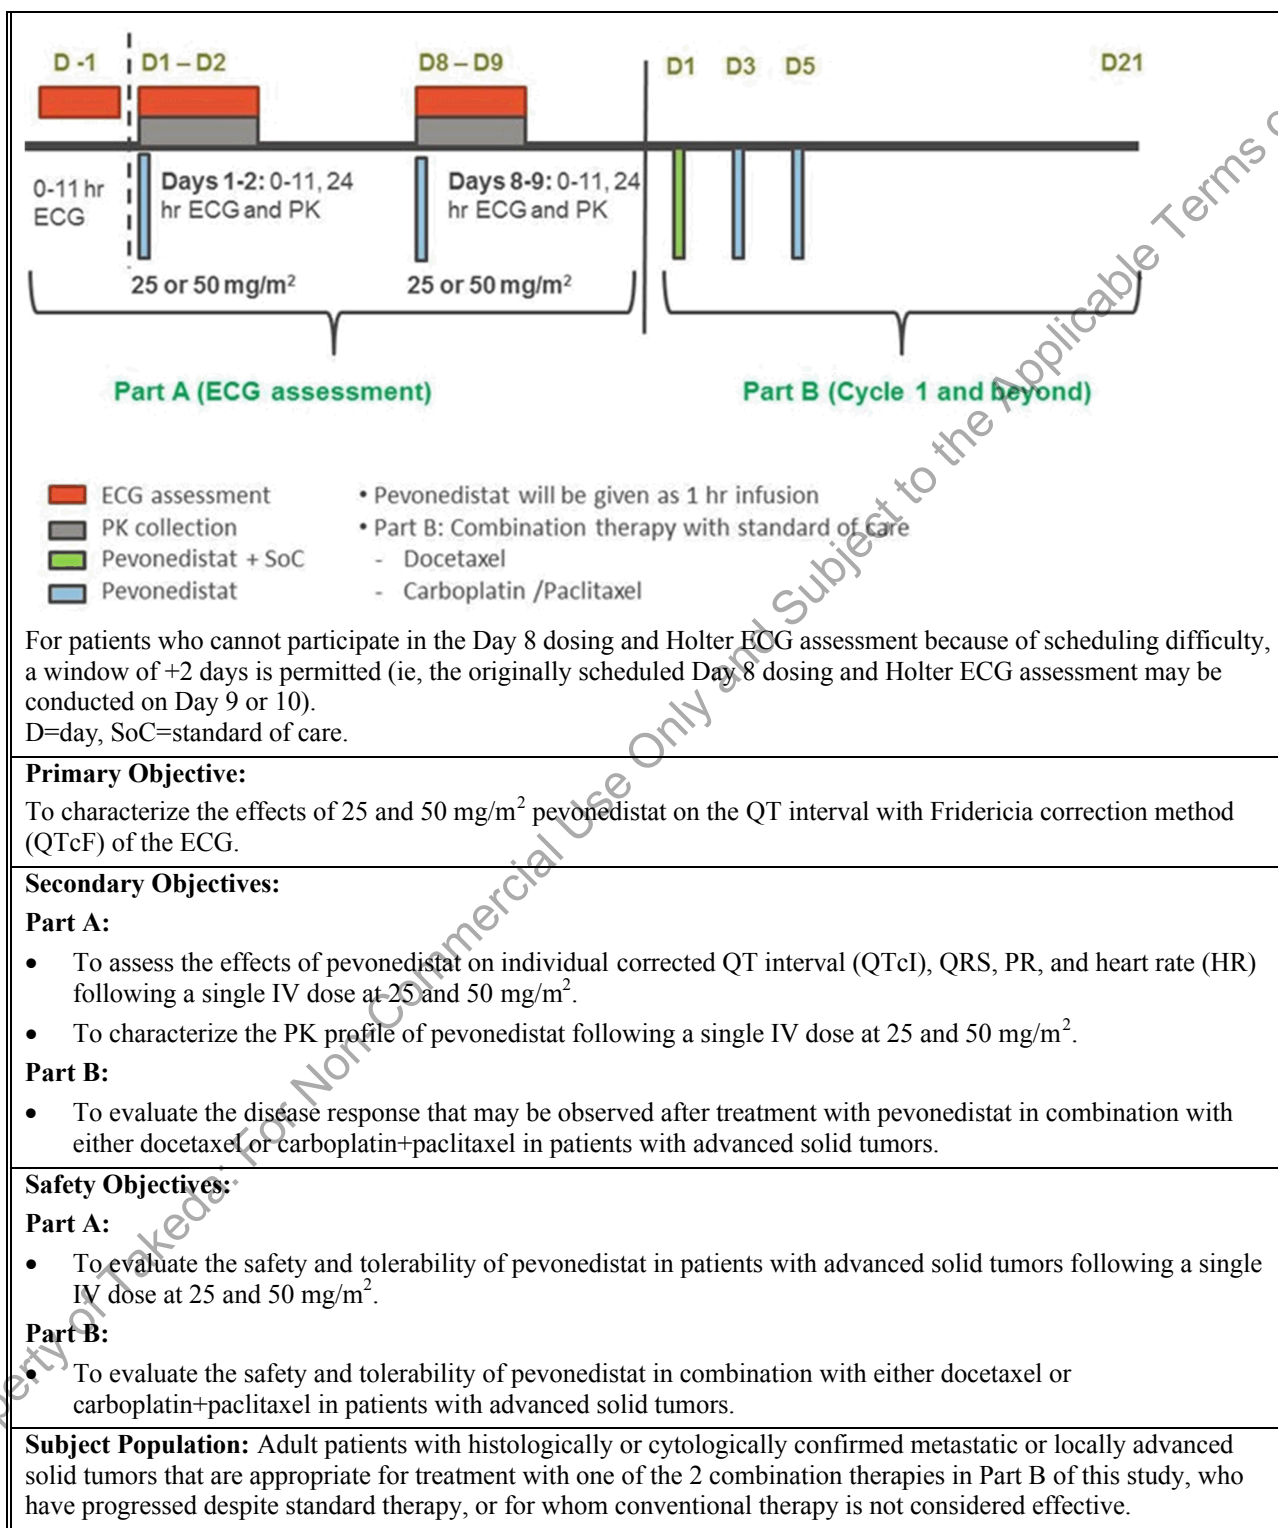 D -1
D1 – D2
D8 – D9
D1 D3 D5
D21
0-11 hr
ECG
Days 1-2: 0-11, 24
hr ECG and PK
Days 8-9: 0-11, 24
hr ECG and PK
25 or 50 mg/m²
25 or 50 mg/m²
Part A (ECG assessment)
Part B (Cycle 1 and beyond)
ECG assessment
PK collection
Pevonedistat + SoC
Pevonedistat
• Pevonedistat will be given as 1 hr infusion
• Part B: Combination therapy with standard of care
- Docetaxel
- Carboplatin /Paclitaxel
For patients who cannot participate in the Day 8 dosing and Holter ECG assessment because of scheduling difficulty,
a window of +2 days is permitted (ie, the originally scheduled Day 8 dosing and Holter ECG assessment may be
conducted on Day 9 or 10).
D=day, SoC=standard of care.
Primary Objective:
To characterize the effects of 25 and 50 mg/m² pevonedistat on the QT interval with Fridericia correction method
(QTcF) of the ECG.
Secondary Objectives:
Part A:
• To assess the effects of pevonedistat on individual corrected QT interval (QTcI), QRS, PR, and heart rate (HR)
following a single IV dose at 25 and 50 mg/m².
• To characterize the PK profile of pevonedistat following a single IV dose at 25 and 50 mg/m².
Part B:
• To evaluate the disease response that may be observed after treatment with pevonedistat in combination with
either docetaxel or carboplatin+paclitaxel in patients with advanced solid tumors.
Safety Objectives:
Part A:
• To evaluate the safety and tolerability of pevonedistat in patients with advanced solid tumors following a single
IV dose at 25 and 50 mg/m².
Part B:
• To evaluate the safety and tolerability of pevonedistat in combination with either docetaxel or
carboplatin+paclitaxel in patients with advanced solid tumors.
Subject Population: Adult patients with histologically or cytologically confirmed metastatic or locally advanced
solid tumors that are appropriate for treatment with one of the 2 combination therapies in Part B of this study, who
have progressed despite standard therapy, or for whom conventional therapy is not considered effective.
perty of Takeda: For Non-Commercial Use Only and Subject to the Applicable Terms o